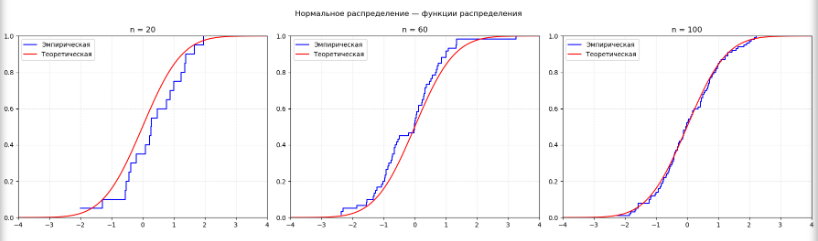 Нормальное распределение — функции распределения
n = 20
n = 60
n = 100
Эмпирическая
Теоретическая
Эмпирическая
Теоретическая
Эмпирическая
Теоретическая
1.0
0.8
0.6
0.4
0.2
0.0
−4 −3 −2 −1 0 1 2 3 4
1.0
0.8
0.6
0.4
0.2
0.0
−4 −3 −2 −1 0 1 2 3 4
1.0
0.8
0.6
0.4
0.2
0.0
−4 −3 −2 −1 0 1 2 3 4